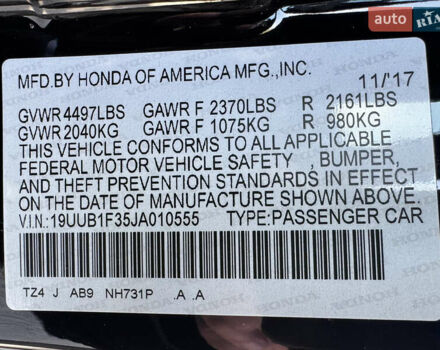 auto RIA
MFD.BY HONDA OF AMERICA MFG.,INC. 11/'17
GVWR 4497LBS GAWR F 2370LBS R 2161LBS
GVWR 2040KG GAWR F 1075KG R 980KG
THIS VEHICLE CONFORMS TO ALL APPLICABLE
FEDERAL MOTOR VEHICLE SAFETY , BUMPER,
AND THEFT PREVENTION STANDARDS IN EFFECT
ON THE DATE OF MANUFACTURE SHOWN ABOVE.
V.I.N.:19UUB1F35JA010555 TYPE:PASSENGER CAR
TZ4 J AB9 NH731P .A .A